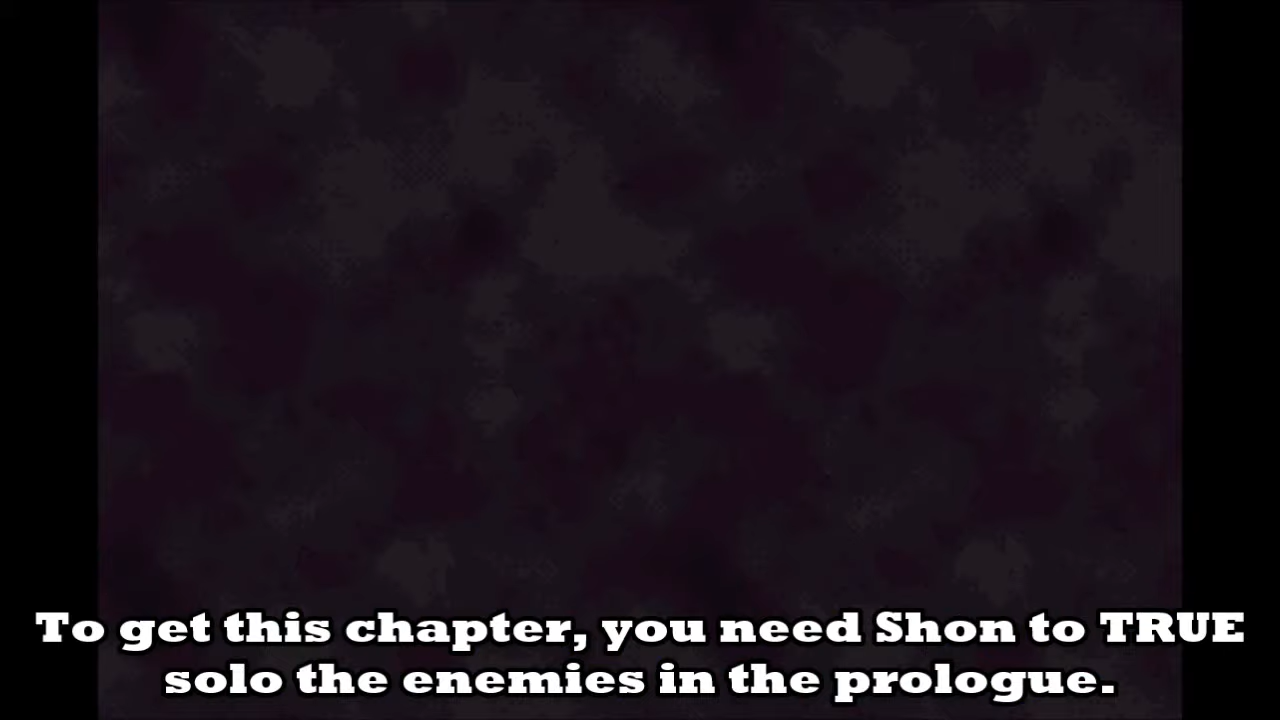 To get this chapter, you need Shon to TRUE
solo the enemies in the prologue.